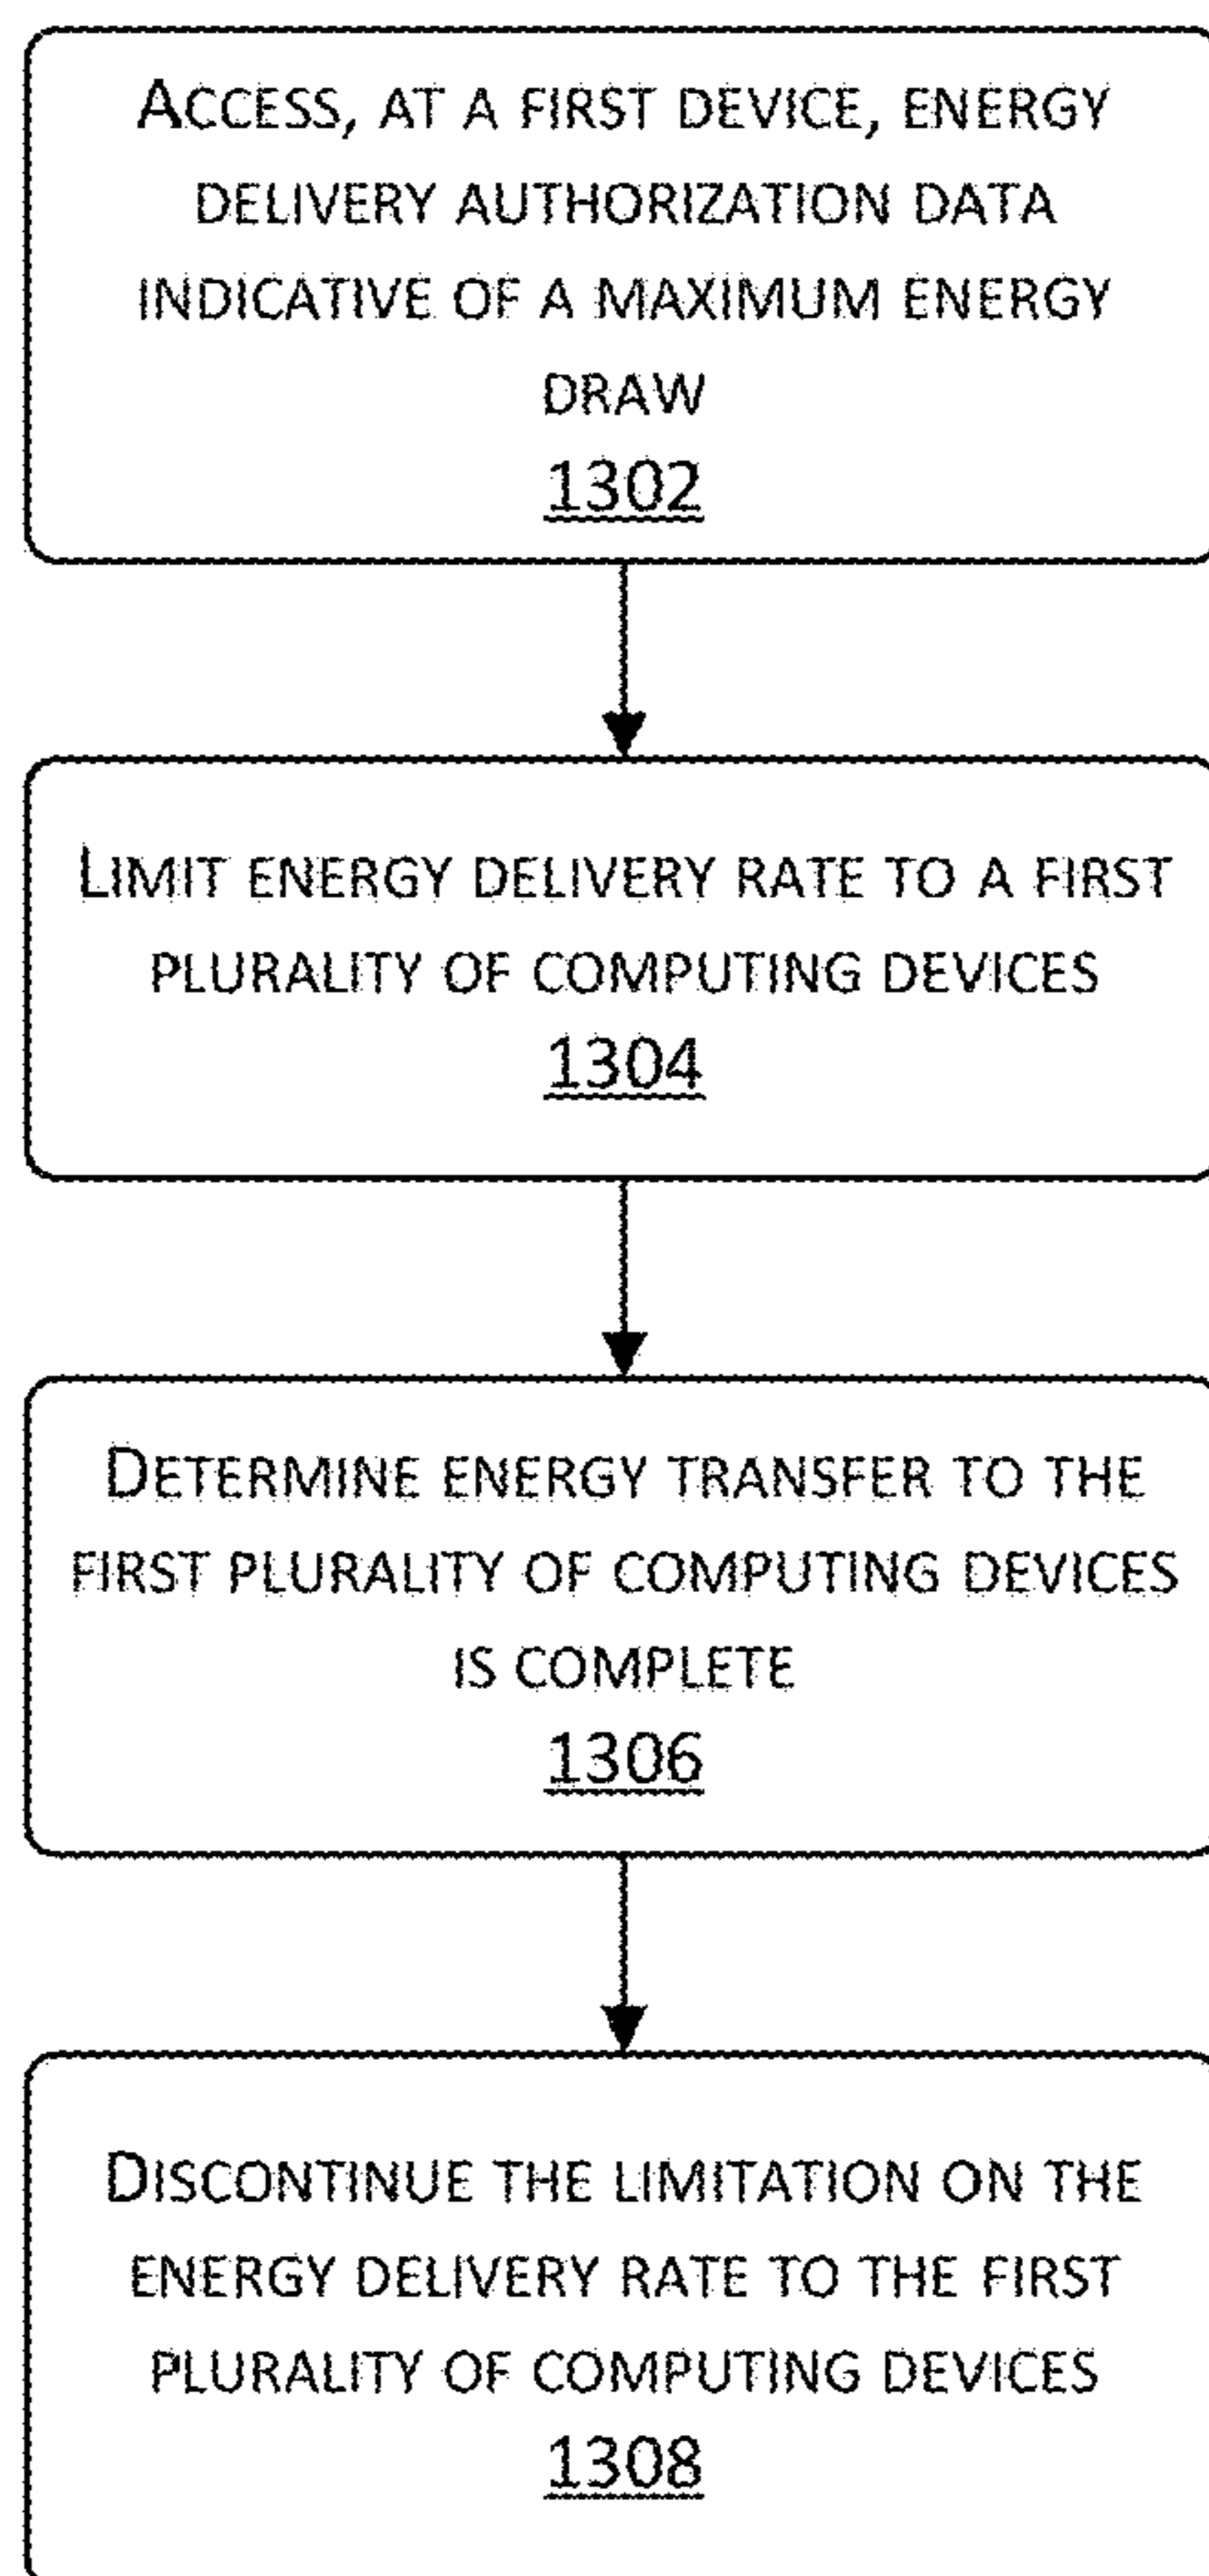 ACCESS, AT A FIRST DEVICE, ENERGY
DELIVERY AUTHORIZATION DATA
INDICATIVE OF A MAXIMUM ENERGY
DRAW
1302
LIMIT ENERGY DELIVERY RATE TO A FIRST
PLURALITY OF COMPUTING DEVICES
1304
DETERMINE ENERGY TRANSFER TO THE
FIRST PLURALITY OF COMPUTING DEVICES
IS COMPLETE
1306
DISCONTINUE THE LIMITATION ON THE
ENERGY DELIVERY RATE TO THE FIRST
PLURALITY OF COMPUTING DEVICES
1308